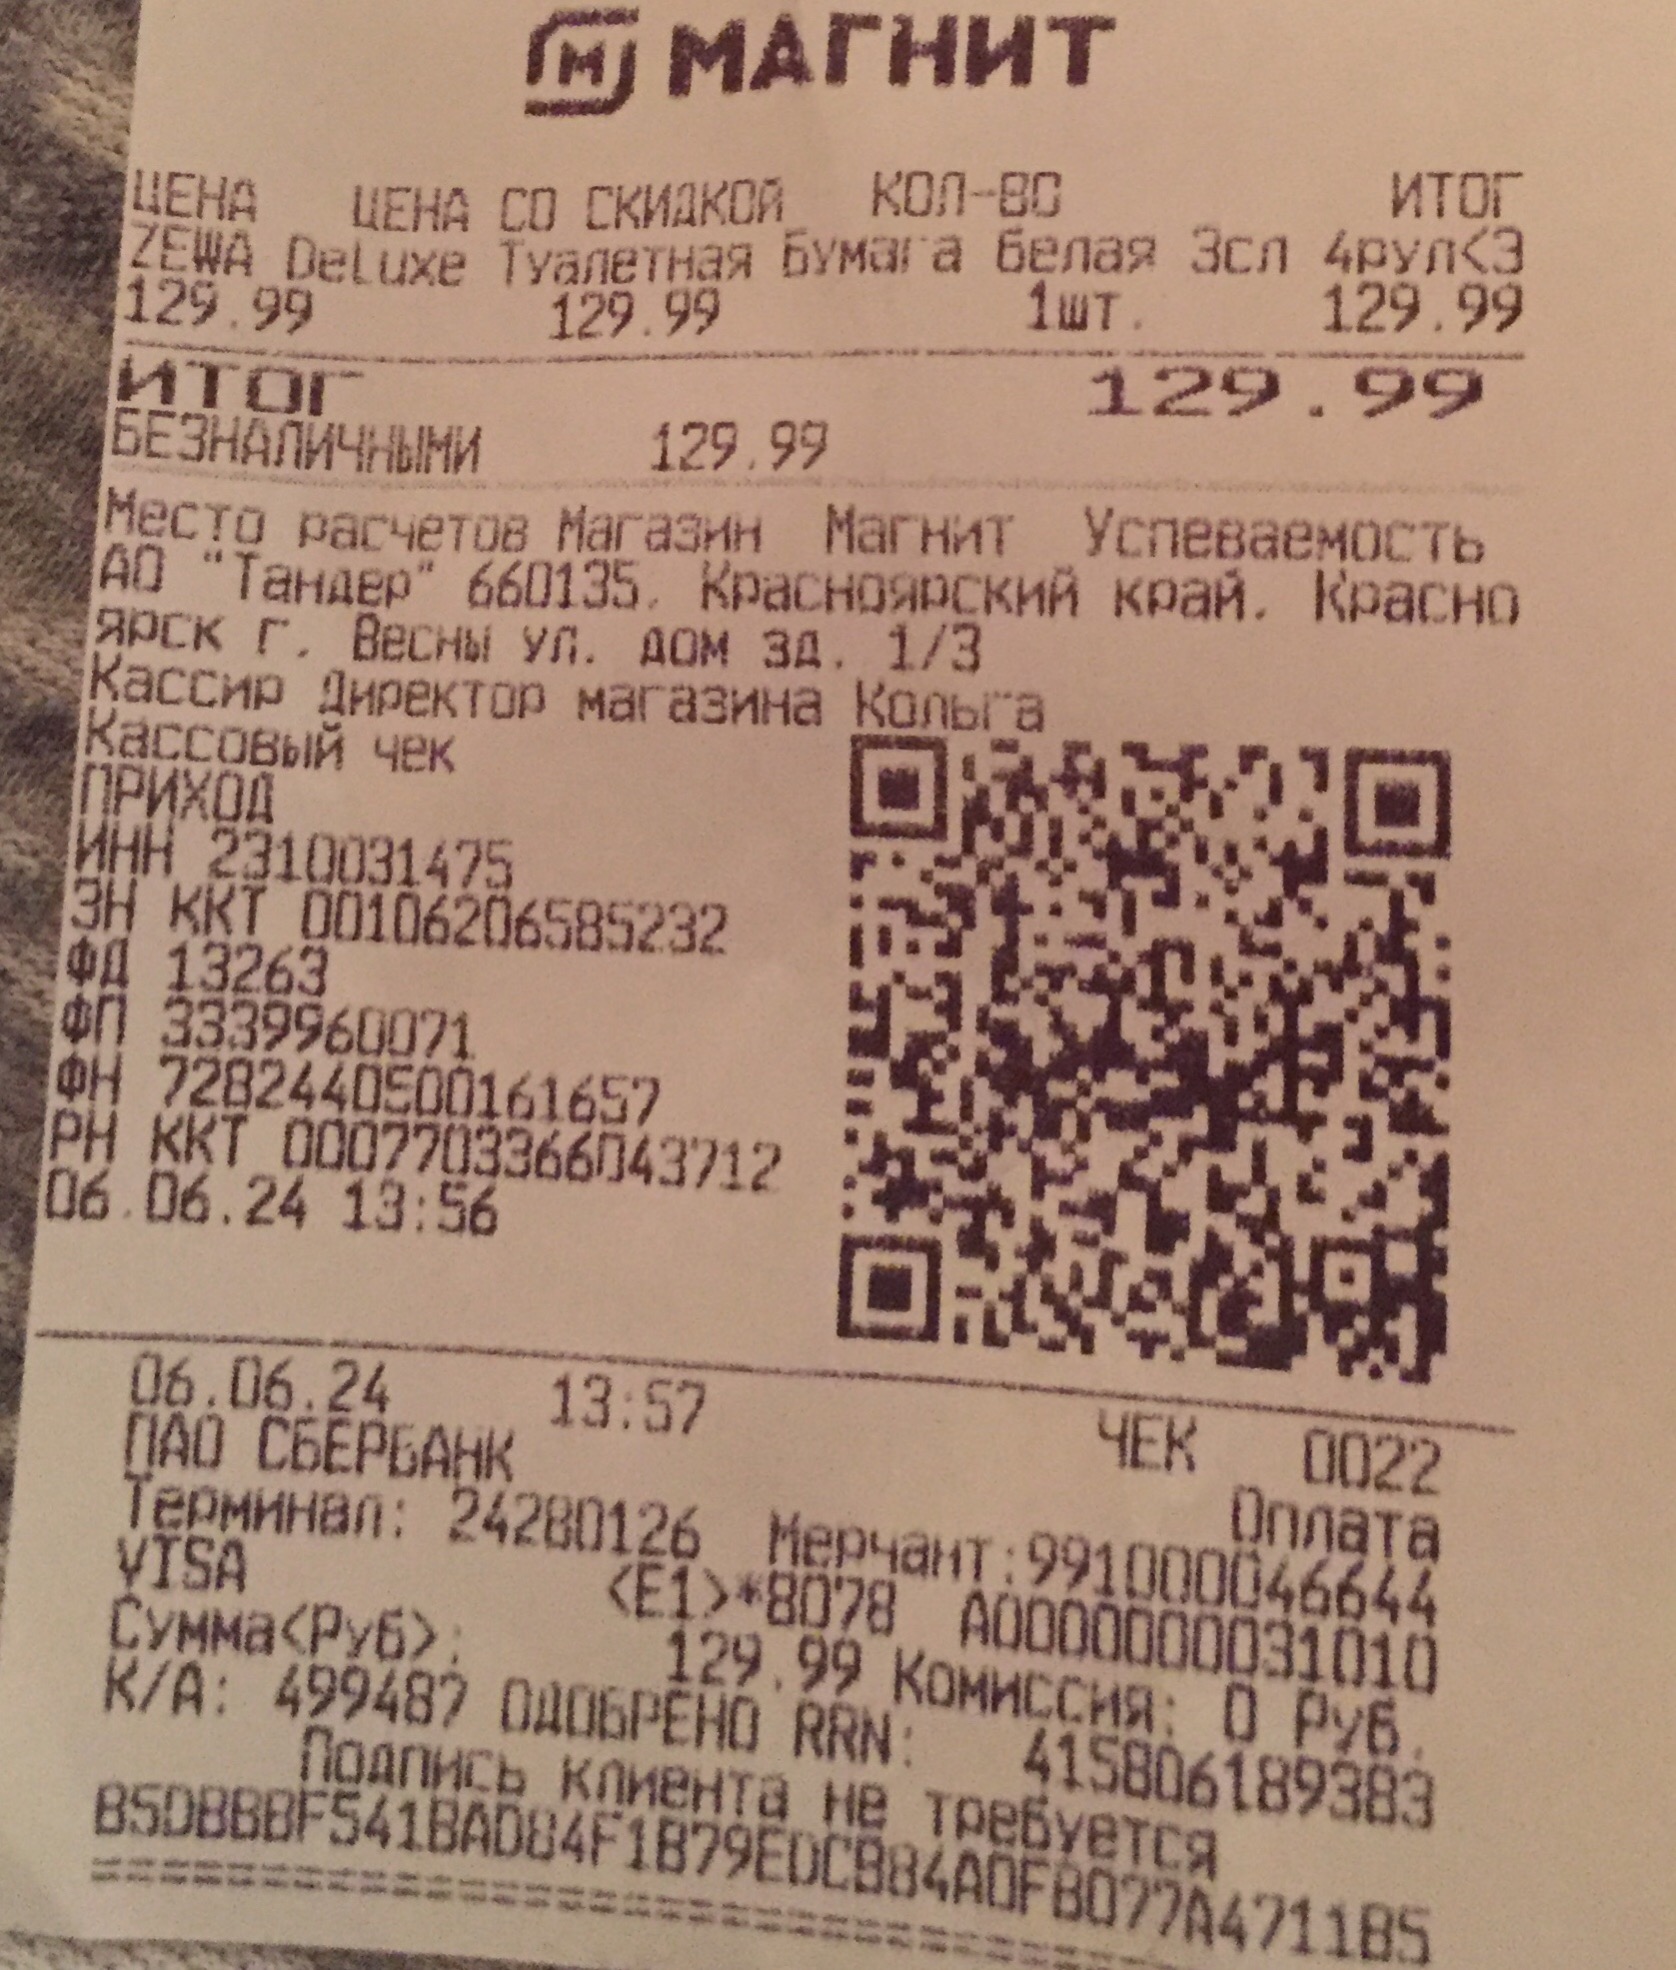 МАГНИТ
ЦЕНА ЦЕНА СО СКИДКОЙ КОЛ-ВО ИТОГ
ZEWA DeLuxe Туалетная Бумага Белая 3сл 4рул<3
129.99 129.99 1шт. 129.99
ИТОГ 129.99
БЕЗНАЛИЧНЫМИ 129.99
Место расчетов Магазин Магнит Успеваемость
АО "Тандер" 660135, Красноярский край, Красно
ярск г, Весны ул. дом зд. 1/3
Кассир Директор магазина Кольга
Кассовый чек
ПРИХОД
ИНН 2310031475
ЗН ККТ 00106206585232
ФД 13263
ФП 3339960071
ФН 7282440500161657
РН ККТ 0007703366043712
06.06.24 13:56
06.06.24 13:57 ЧЕК 0022
ПАО СБЕРБАНК Оплата
Терминал: 24280126 Мерчант:991000046644
VISA <E1>*8078 A0000000031010
Сумма<Руб>: 129.99 Комиссия: 0 Руб.
К/А: 499487 ОДОБРЕНО RRN: 415806189383
Подпись клиента не требуется
B5DBBBF541BAD84F1B79EDCB84A0FB077A4711B5